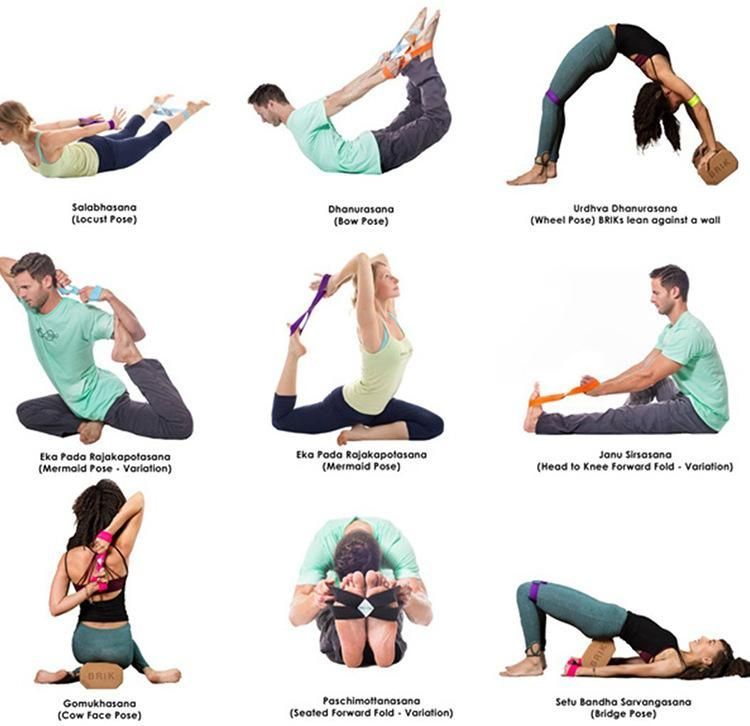 Salabhasana
(Locust Pose)
Dhanurasana
(Bow Pose)
BRIK
Urdhva Dhanurasana
(Wheel Pose) BRIKs lean against a wall
Eka Pada Rajakapotasana
(Mermaid Pose - Variation)
Eka Pada Rajakapotasana
(Mermaid Pose)
Janu Sirsasana
(Head to Knee Forward Fold - Variation)
BRIK
Gomukhasana
(Cow Face Pose)
Paschimottanasana
(Seated Forward Fold - Variation)
BRIK
Setu Bandha Sarvangasana
(Bridge Pose)